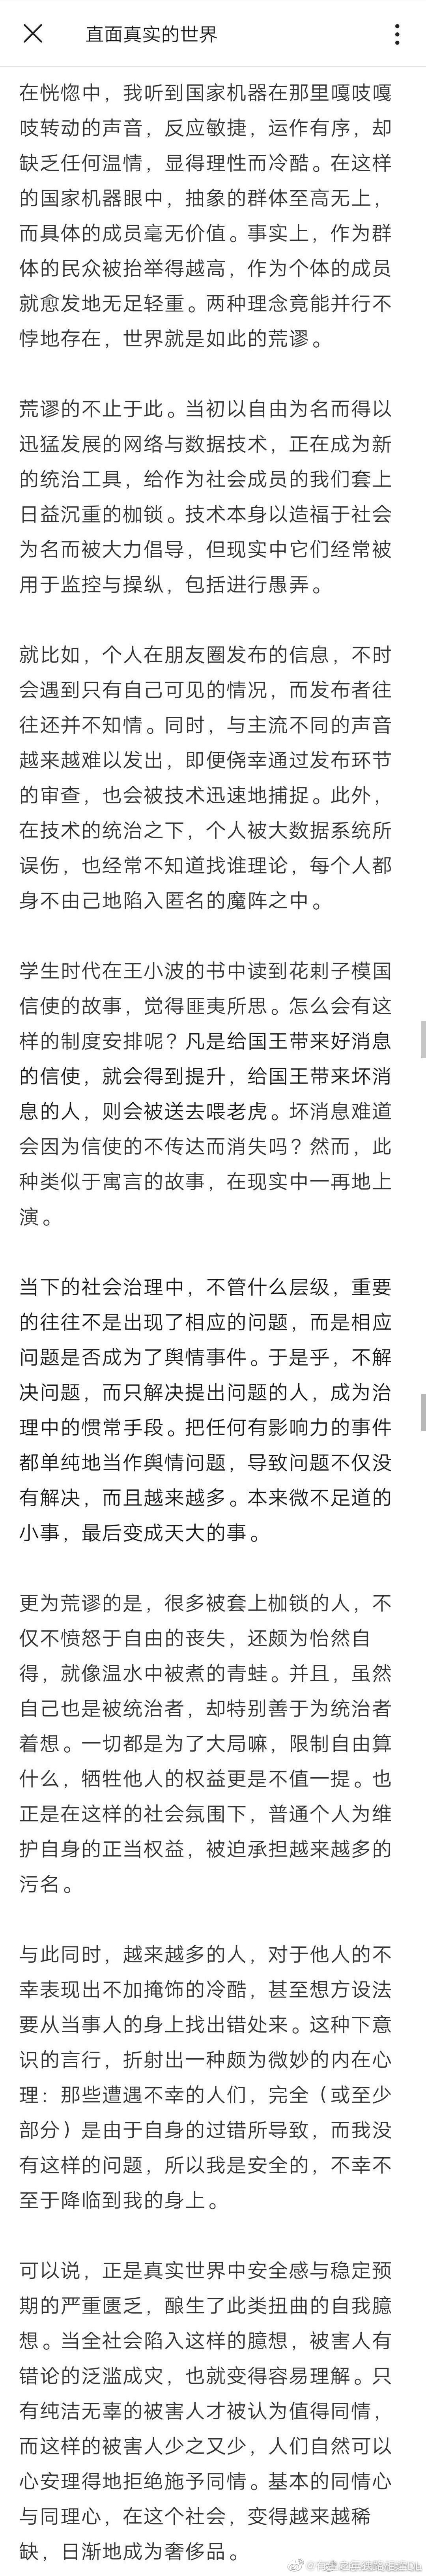 直面真实的世界
在恍惚中，我听到国家机器在那里嘎吱嘎
吱转动的声音，反应敏捷，运作有序，却
缺乏任何温情，显得理性而冷酷。在这样
的国家机器眼中，抽象的群体至高无上，
而具体的成员毫无价值。事实上，作为群
体的民众被抬举得越高，作为个体的成员
就愈发地无足轻重。两种理念竟能并行不
悖地存在，世界就是如此的荒谬。
荒谬的不止于此。当初以自由为名而得以
迅猛发展的网络与数据技术，正在成为新
的统治工具，给作为社会成员的我们套上
日益沉重的枷锁。技术本身以造福于社会
为名而被大力倡导，但现实中它们经常被
用于监控与操纵，包括进行愚弄。
就比如，个人在朋友圈发布的信息，不时
会遇到只有自己可见的情况，而发布者往
往还并不知情。同时，与主流不同的声音
越来越难以发出，即便侥幸通过发布环节
的审查，也会被技术迅速地捕捉。此外，
在技术的统治之下，个人被大数据系统所
误伤，也经常不知道找谁理论，每个人都
身不由己地陷入匿名的魔阵之中。
学生时代在王小波的书中读到花剌子模国
信使的故事，觉得匪夷所思。怎么会有这
样的制度安排呢？凡是给国王带来好消息
的信使，就会得到提升，给国王带来坏消
息的人，则会被送去喂老虎。坏消息难道
会因为信使的不传达而消失吗？然而，此
种类似于寓言的故事，在现实中一再地上
演。
当下的社会治理中，不管什么层级，重要
的往往不是出现了相应的问题，而是相应
问题是否成为了舆情事件。于是乎，不解
决问题，而只解决提出问题的人，成为治
理中的惯常手段。把任何有影响力的事件
都单纯地当作舆情问题，导致问题不仅没
有解决，而且越来越多。本来微不足道的
小事，最后变成天大的事。
更为荒谬的是，很多被套上枷锁的人，不
仅不愤怒于自由的丧失，还颇为怡然自
得，就像温水中被煮的青蛙。并且，虽然
自己也是被统治者，却特别善于为统治者
着想。一切都是为了大局嘛，限制自由算
什么，牺牲他人的权益更是不值一提。也
正是在这样的社会氛围下，普通个人为维
护自身的正当权益，被迫承担越来越多的
污名。
与此同时，越来越多的人，对于他人的不
幸表现出不加掩饰的冷酷，甚至想方设法
要从当事人的身上找出错处来。这种下意
识的言行，折射出一种颇为微妙的内在心
理：那些遭遇不幸的人们，完全（或至少
部分）是由于自身的过错所导致，而我没
有这样的问题，所以我是安全的，不幸不
至于降临到我的身上。
可以说，正是真实世界中安全感与稳定预
期的严重匮乏，酿生了此类扭曲的自我臆
想。当全社会陷入这样的臆想，被害人有
错论的泛滥成灾，也就变得容易理解。只
有纯洁无辜的被害人才被认为值得同情，
而这样的被害人少之又少，人们自然可以
心安理得地拒绝施予同情。基本的同情心
与同理心，在这个社会，变得越来越稀
缺，日渐地成为奢侈品。